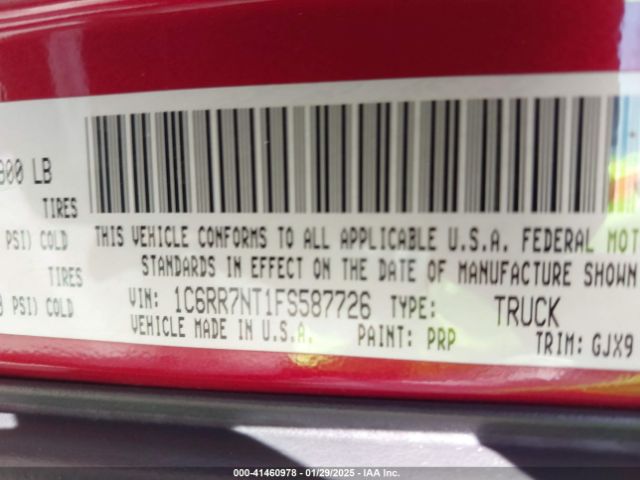 800 LB
TIRES
PSI) COLD
TIRES
PSI) COLD
THIS VEHICLE CONFORMS TO ALL APPLICABLE U.S.A. FEDERAL MOT
STANDARDS IN EFFECT ON THE DATE OF MANUFACTURE SHOWN
VIN: 1C6RR7NT1FS587726 TYPE: TRUCK
VEHICLE MADE IN U.S.A. PAINT: PRP TRIM: GJX9
000-41460978 - 01/29/2025 - IAA Inc.